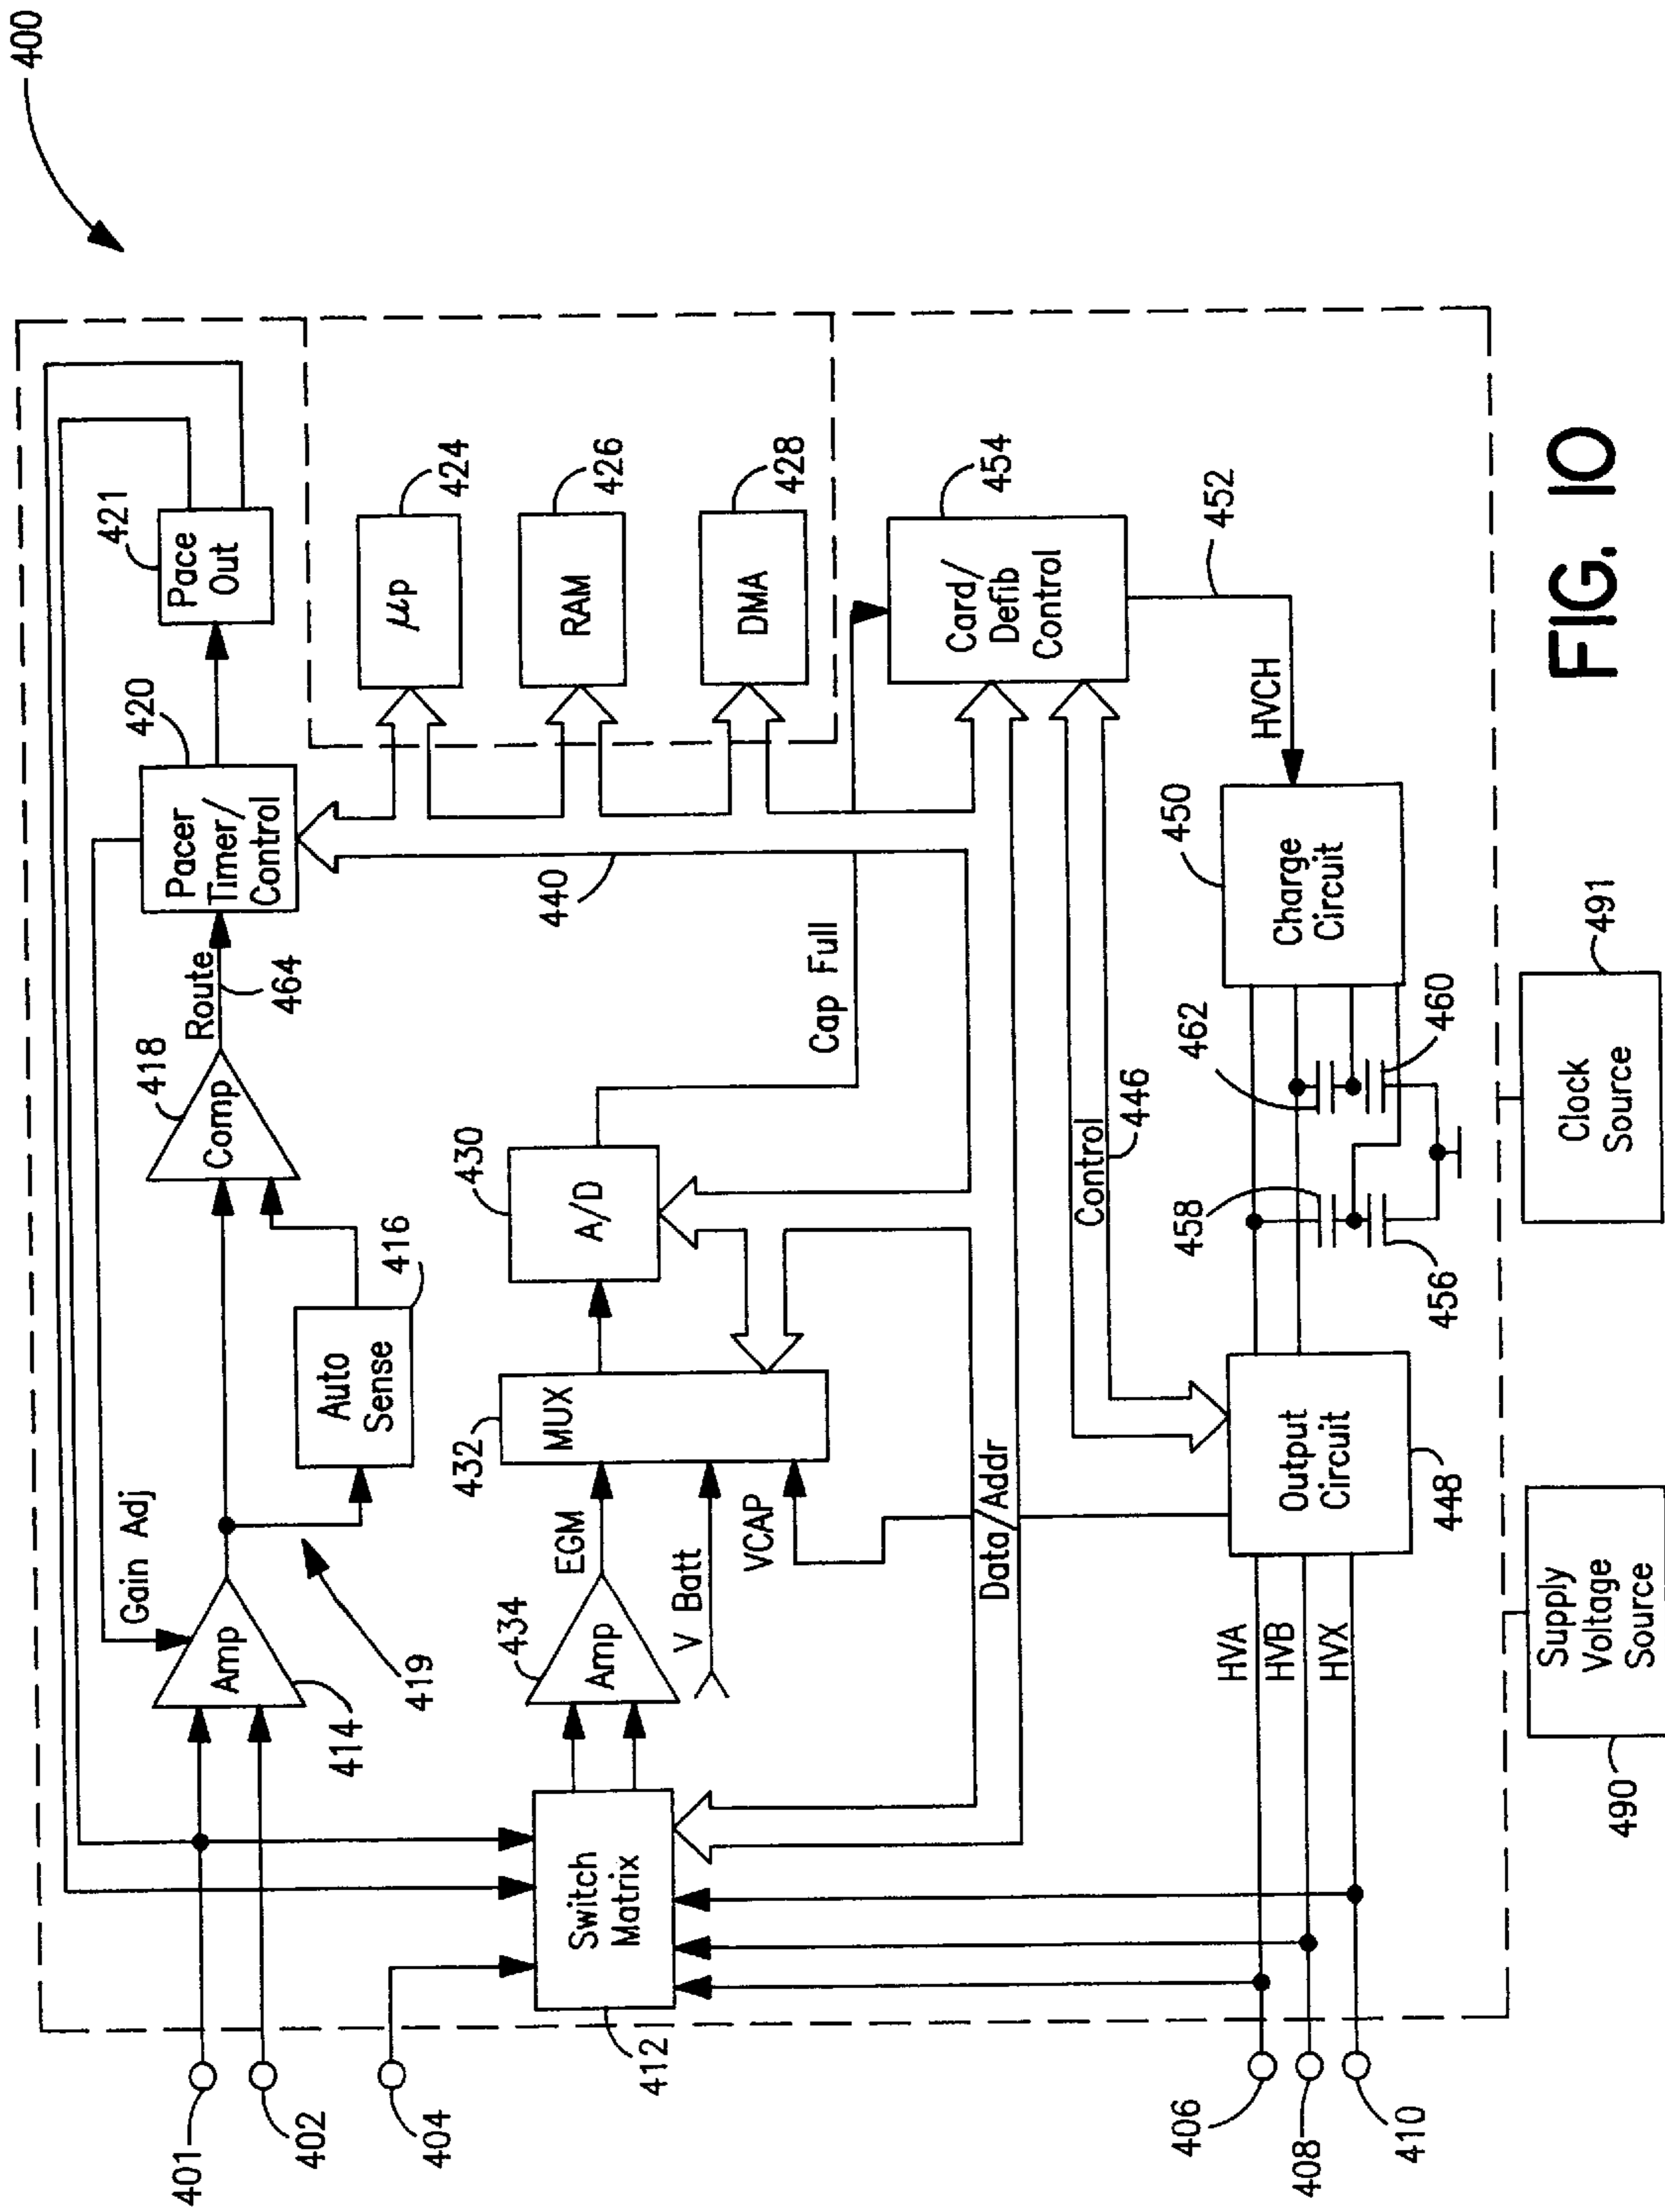 400
421
Pace
Out
420
Pacer
Timer/
Control
Route
464
418
Comp
Gain Adj
Amp
414
419
416
Auto
Sense
401
402
404
424
μp
426
RAM
428
DMA
440
Cap Full
430
A/D
432
MUX
EGM
434
Amp
V Batt
VCAP
Switch
Matrix
412
Data/Addr
454
Card/
Defib
Control
452
HVCH
Control
446
450
Charge
Circuit
462
460
458
456
Output
Circuit
448
HVA
HVB
HVX
406
408
410
491
Clock
Source
490
Supply
Voltage
Source
FIG. 10